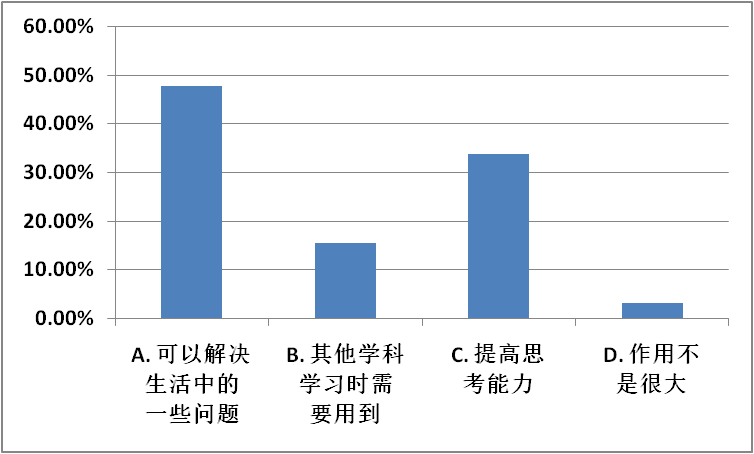 60.00%
50.00%
40.00%
30.00%
20.00%
10.00%
0.00%
A. 可以解决
生活中的
一些问题
B. 其他学科
学习时需
要用到
C. 提高思
考能力
D. 作用不
是很大